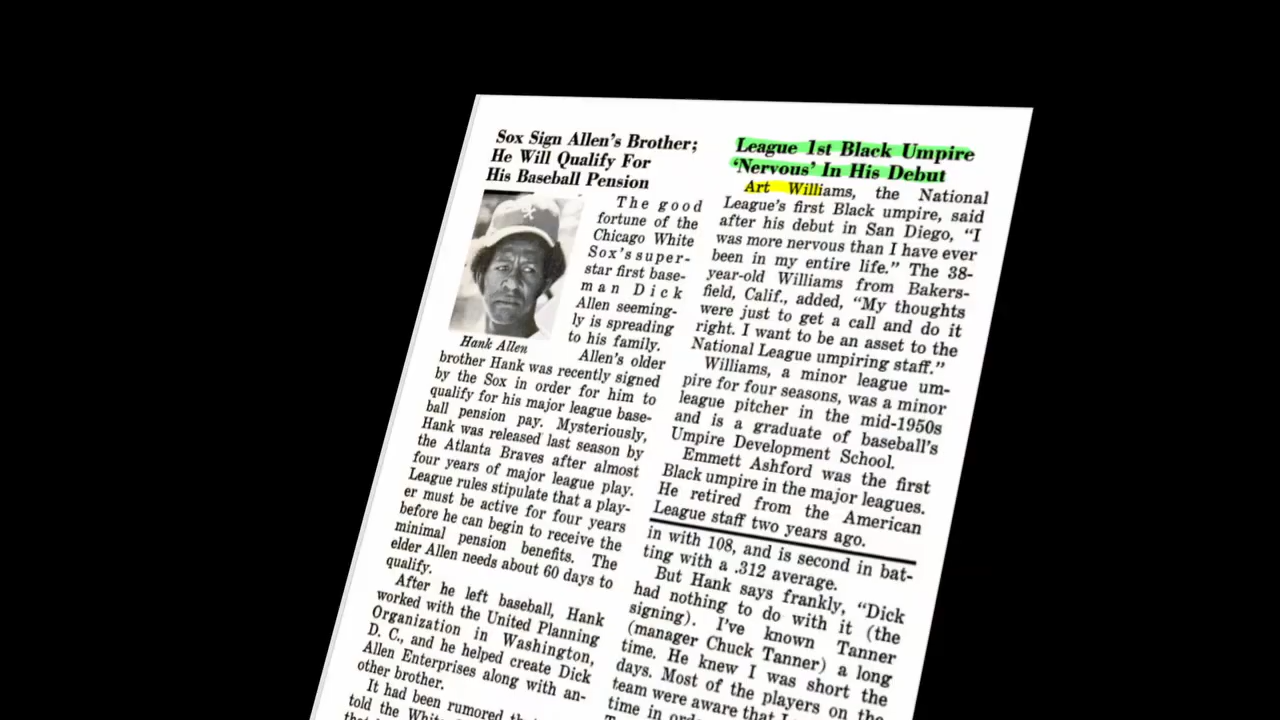 Sox Sign Allen's Brother;
He Will Qualify For
His Baseball Pension
The good
fortune of the
Chicago White
Sox's super-
star first base-
man Dick
Allen seeming-
ly is spreading
to his family.
Hank Allen
Allen's older
brother Hank was recently signed
by the Sox in order for him to
qualify for his major league base-
ball pension pay. Mysteriously,
Hank was released last season by
the Atlanta Braves after almost
four years of major league play.
League rules stipulate that a play-
er must be active for four years
before he can begin to receive the
minimal pension benefits. The
elder Allen needs about 60 days to
qualify.
After he left baseball, Hank
worked with the United Planning
Organization in Washington,
D. C., and he helped create Dick
Allen Enterprises along with an-
other brother.
It had been rumored
told the White
League 1st Black Umpire
'Nervous' In His Debut
Art Williams, the National
League's first Black umpire, said
after his debut in San Diego, "I
was more nervous than I have ever
been in my entire life." The 38-
year-old Williams from Bakers-
field, Calif., added, "My thoughts
were just to get a call and do it
right. I want to be an asset to the
National League umpiring staff."
Williams, a minor league um-
pire for four seasons, was a minor
league pitcher in the mid-1950s
and is a graduate of baseball's
Umpire Development School.
Emmett Ashford was the first
Black umpire in the major leagues.
He retired from the American
League staff two years ago.
in with 108, and is second in bat-
ting with a .312 average.
But Hank says frankly, "Dick
had nothing to do with it (the
signing). I've known Tanner
(manager Chuck Tanner) a long
time. He knew I was short the
days. Most of the players on the
team were aware that
time in